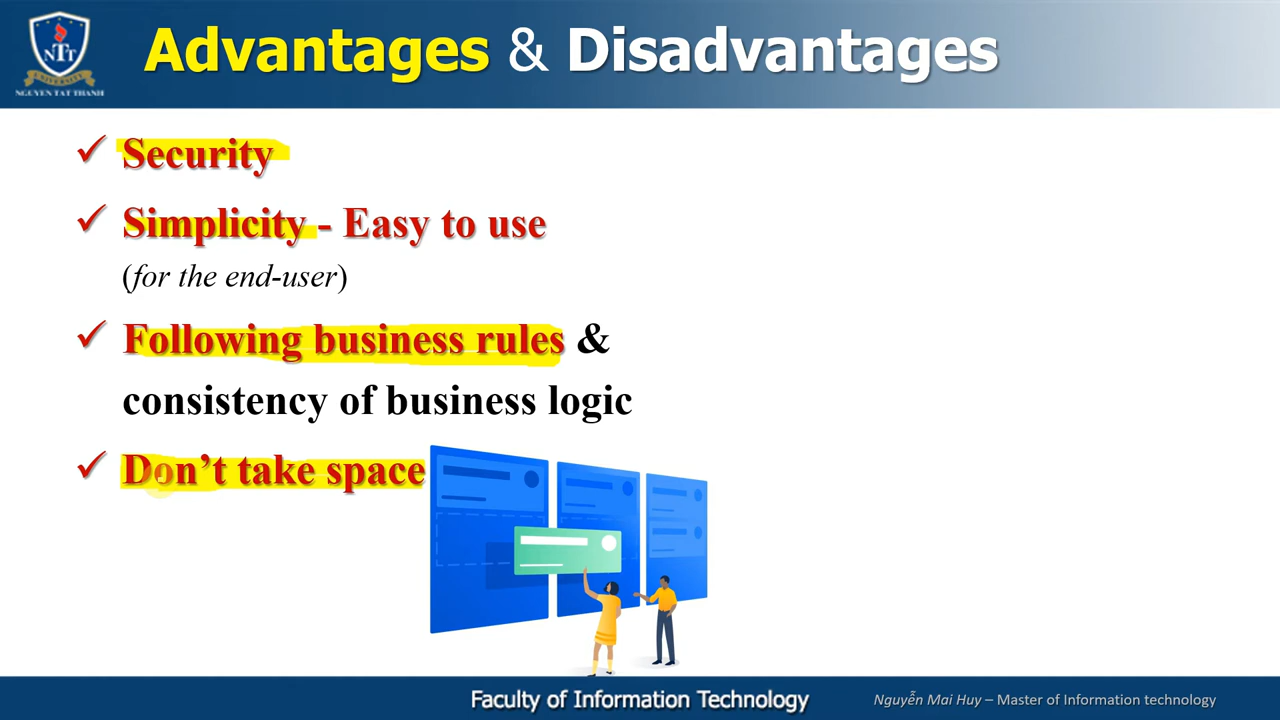 NTT
UNIVERSITY
NGUYEN TAT THANH
Advantages & Disadvantages
✓ Security
✓ Simplicity - Easy to use
(for the end-user)
✓ Following business rules &
consistency of business logic
✓ Don’t take space
Faculty of Information Technology
Nguyễn Mai Huy – Master of Information technology